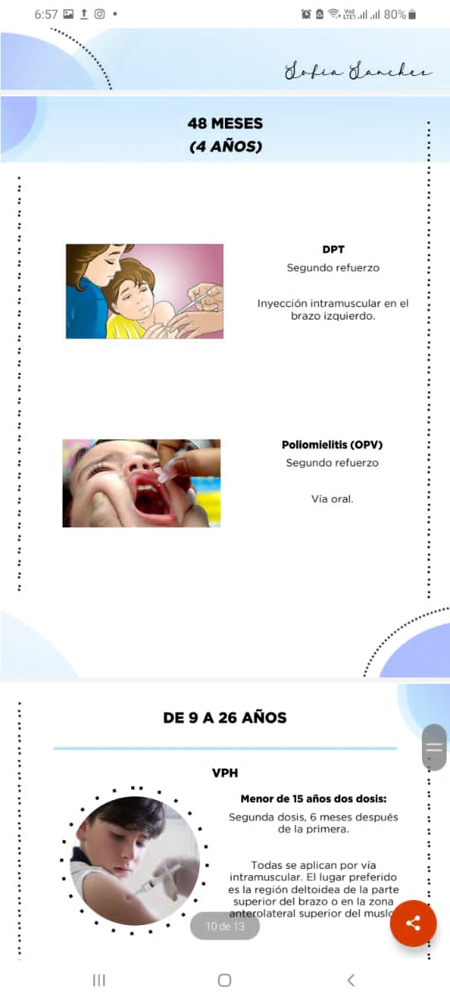 6:57
80%
Sofia Sanchez
48 MESES
(4 AÑOS)
DPT
Segundo refuerzo
Inyección intramuscular en el
brazo izquierdo.
Poliomielitis (OPV)
Segundo refuerzo
Vía oral.
DE 9 A 26 AÑOS
VPH
Menor de 15 años dos dosis:
Segunda dosis, 6 meses después
de la primera.
Todas se aplican por vía
intramuscular. El lugar preferido
es la región deltoidea de la parte
superior del brazo o en la zona
anterolateral superior del muslo
10 de 13